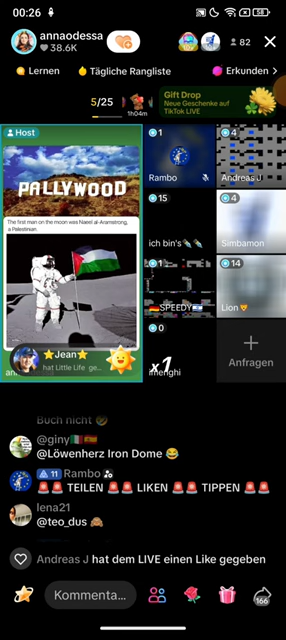 00:26
58
annaodessa
38.6K
82
Lernen
Tägliche Rangliste
Erkunden
5/25
1h04m
Gift Drop
Neue Geschenke auf
TikTok LIVE
Host
PALLYWOOD
The first man on the moon was Naeed al-Aramstrong,
a Palestinian.
⭐Jean⭐
hat Little Life ge...
x1
1
Rambo
4
Andreas J
15
ich bin's
4
Simbamon
1
SPEEDY
14
Lion
0
Anfragen
Buch nicht
@giny
@Löwenherz Iron Dome 😂
11 Rambo
🚨🚨 TEILEN 🚨🚨 LIKEN 🚨🚨 TIPPEN 🚨🚨
lena21
@teo_dus 🙈
Andreas J hat dem LIVE einen Like gegeben
Kommenta...
166